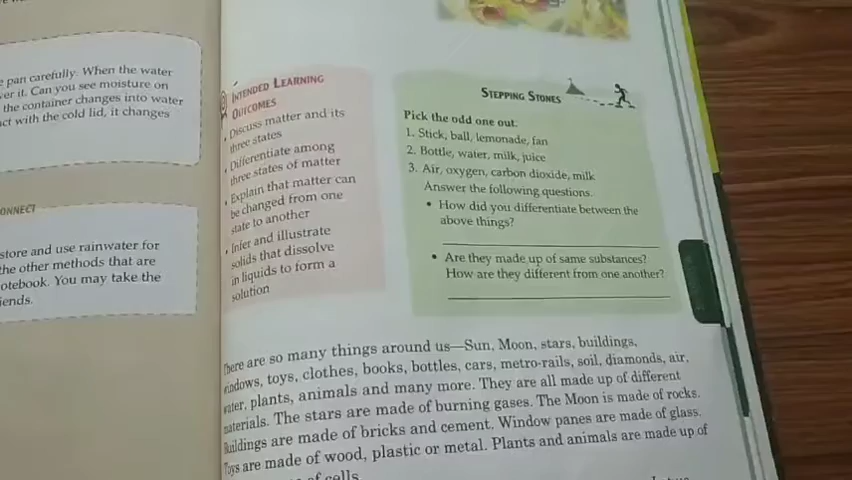 part carefully. When the water
er it. Can you see moisture on
the container changes into water
ct with the cold lid, it changes
ONNECT
store and use rainwater for
he other methods that are
otebook. You may take the
iends.
INTENDED LEARNING
OUTCOMES
Discuss matter and its
three states
Differentiate among
three states of matter
Explain that matter can
be changed from one
state to another
Infer and illustrate
solids that dissolve
in liquids to form a
solution
STEPPING STONES
Pick the odd one out.
1. Stick, ball, lemonade, fan
2. Bottle, water, milk, juice
3. Air, oxygen, carbon dioxide, milk
Answer the following questions.
• How did you differentiate between the
above things?
• Are they made up of same substances?
How are they different from one another?
There are so many things around us—Sun, Moon, stars, buildings,
windows, toys, clothes, books, bottles, cars, metro-rails, soil, diamonds, air,
water, plants, animals and many more. They are all made up of different
materials. The stars are made of burning gases. The Moon is made of rocks.
Buildings are made of bricks and cement. Window panes are made of glass.
Toys are made of wood, plastic or metal. Plants and animals are made up of
of cells